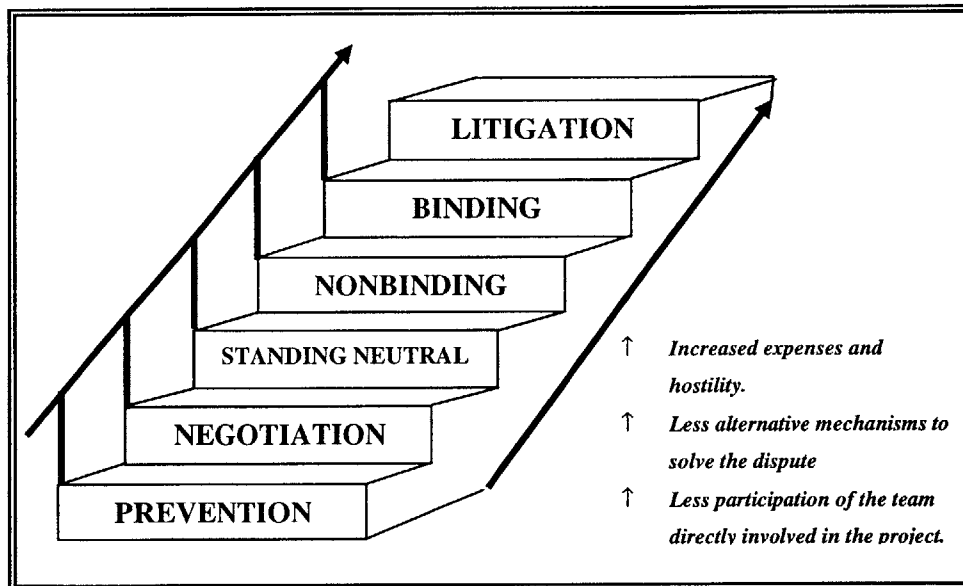 LITIGATION
BINDING
NONBINDING
STANDING NEUTRAL
NEGOTIATION
PREVENTION
↑ Increased expenses and
hostility.
↑ Less alternative mechanisms to
solve the dispute
↑ Less participation of the team
directly involved in the project.